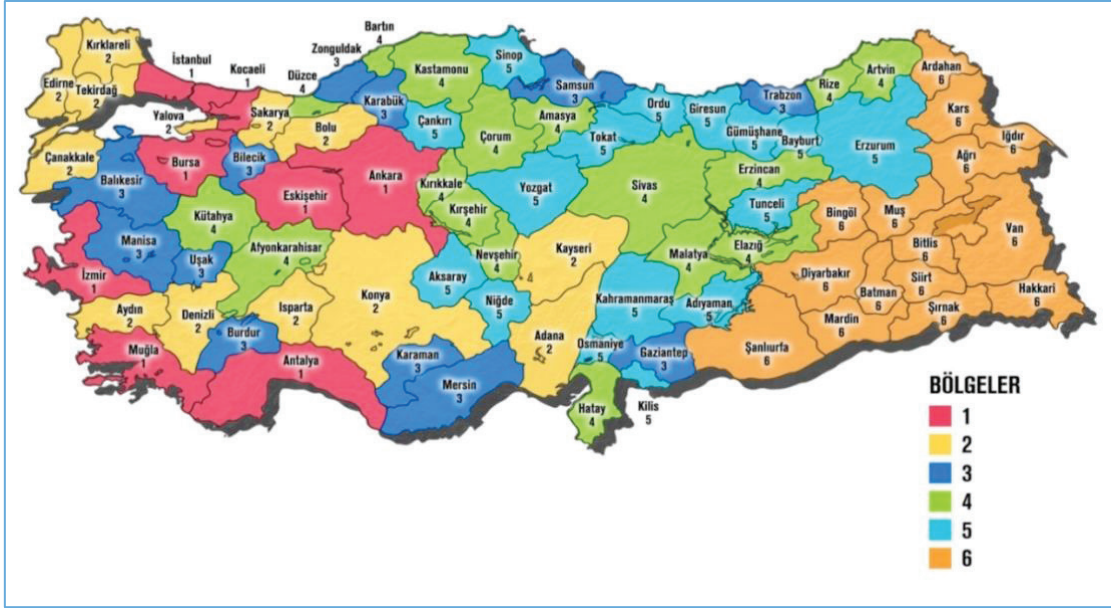 Kırklareli
2
Edirne
2
Tekirdağ
2
İstanbul
1
Kocaeli
1
Yalova
2
Sakarya
2
Düzce
4
Zonguldak
3
Bartın
4
Karabük
3
Kastamonu
4
Sinop
5
Samsun
3
Çankırı
5
Bolu
2
Çorum
4
Amasya
4
Tokat
5
Ordu
5
Giresun
5
Trabzon
3
Rize
4
Artvin
4
Ardahan
6
Kars
6
Iğdır
6
Gümüşhane
5
Bayburt
5
Erzurum
5
Ağrı
6
Çanakkale
2
Balıkesir
3
Bursa
1
Bilecik
3
Eskişehir
1
Ankara
1
Kırıkkale
4
Kırşehir
4
Yozgat
5
Sivas
4
Erzincan
4
Tunceli
5
Bingöl
6
Muş
6
Van
6
Bitlis
6
Kütahya
4
Manisa
3
Uşak
3
Afyonkarahisar
4
İzmir
1
Aydın
2
Denizli
2
Isparta
2
Burdur
3
Konya
2
Aksaray
5
Nevşehir
4
4
Niğde
5
Kayseri
2
Malatya
4
Elazığ
4
Diyarbakır
6
Batman
6
Siirt
6
Şırnak
6
Hakkari
6
Mardin
6
Şanlıurfa
6
Adıyaman
5
Kahramanmaraş
5
Adana
2
Osmaniye
5
Gaziantep
3
Kilis
5
Hatay
4
Muğla
1
Antalya
1
Karaman
3
Mersin
3
BÖLGELER
1
2
3
4
5
6